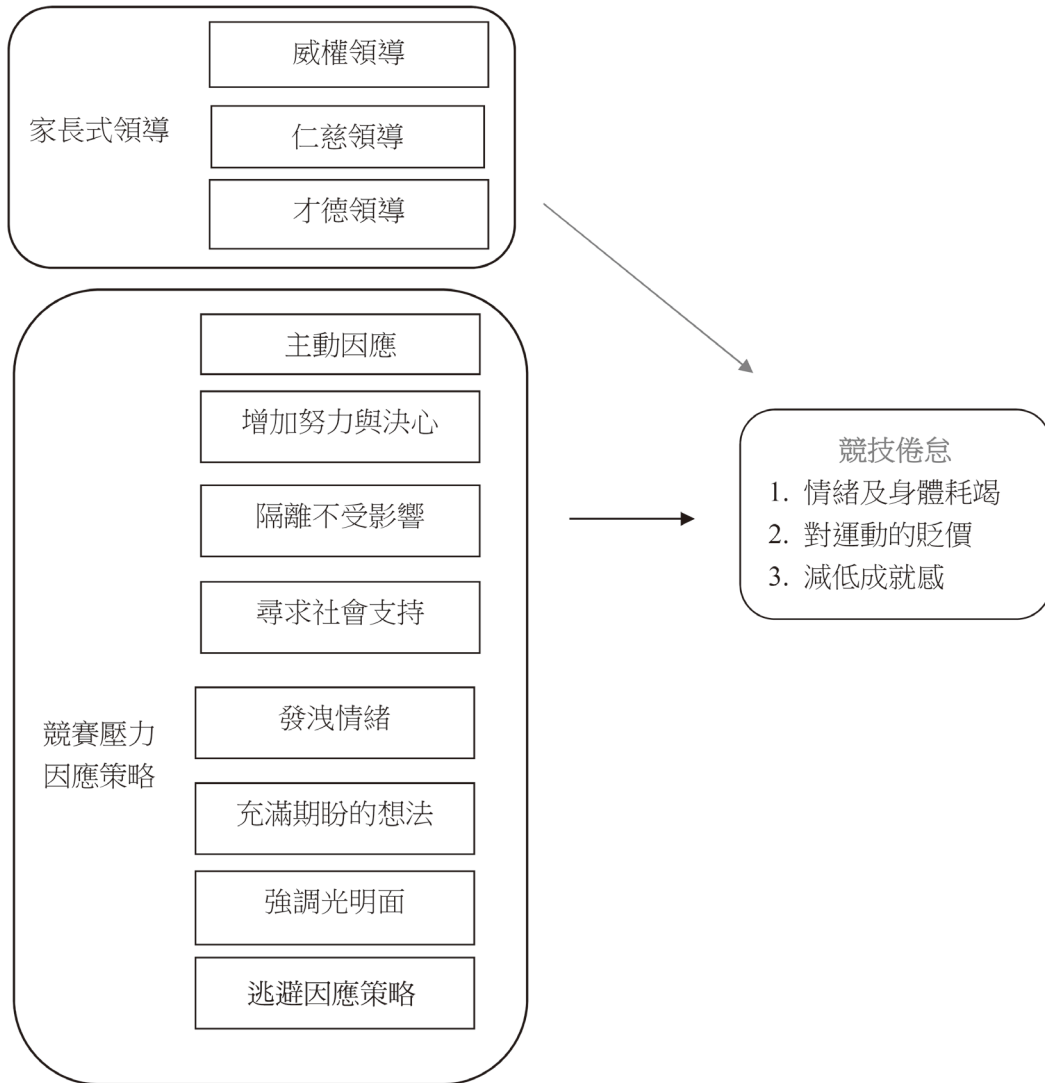 威權領導
家長式領導
仁慈領導
才德領導
主動因應
增加努力與決心
隔離不受影響
尋求社會支持
發洩情緒
競賽壓力
因應策略
充滿期盼的想法
強調光明面
逃避因應策略
競技倦怠
1. 情緒及身體耗竭
2. 對運動的貶價
3. 減低成就感